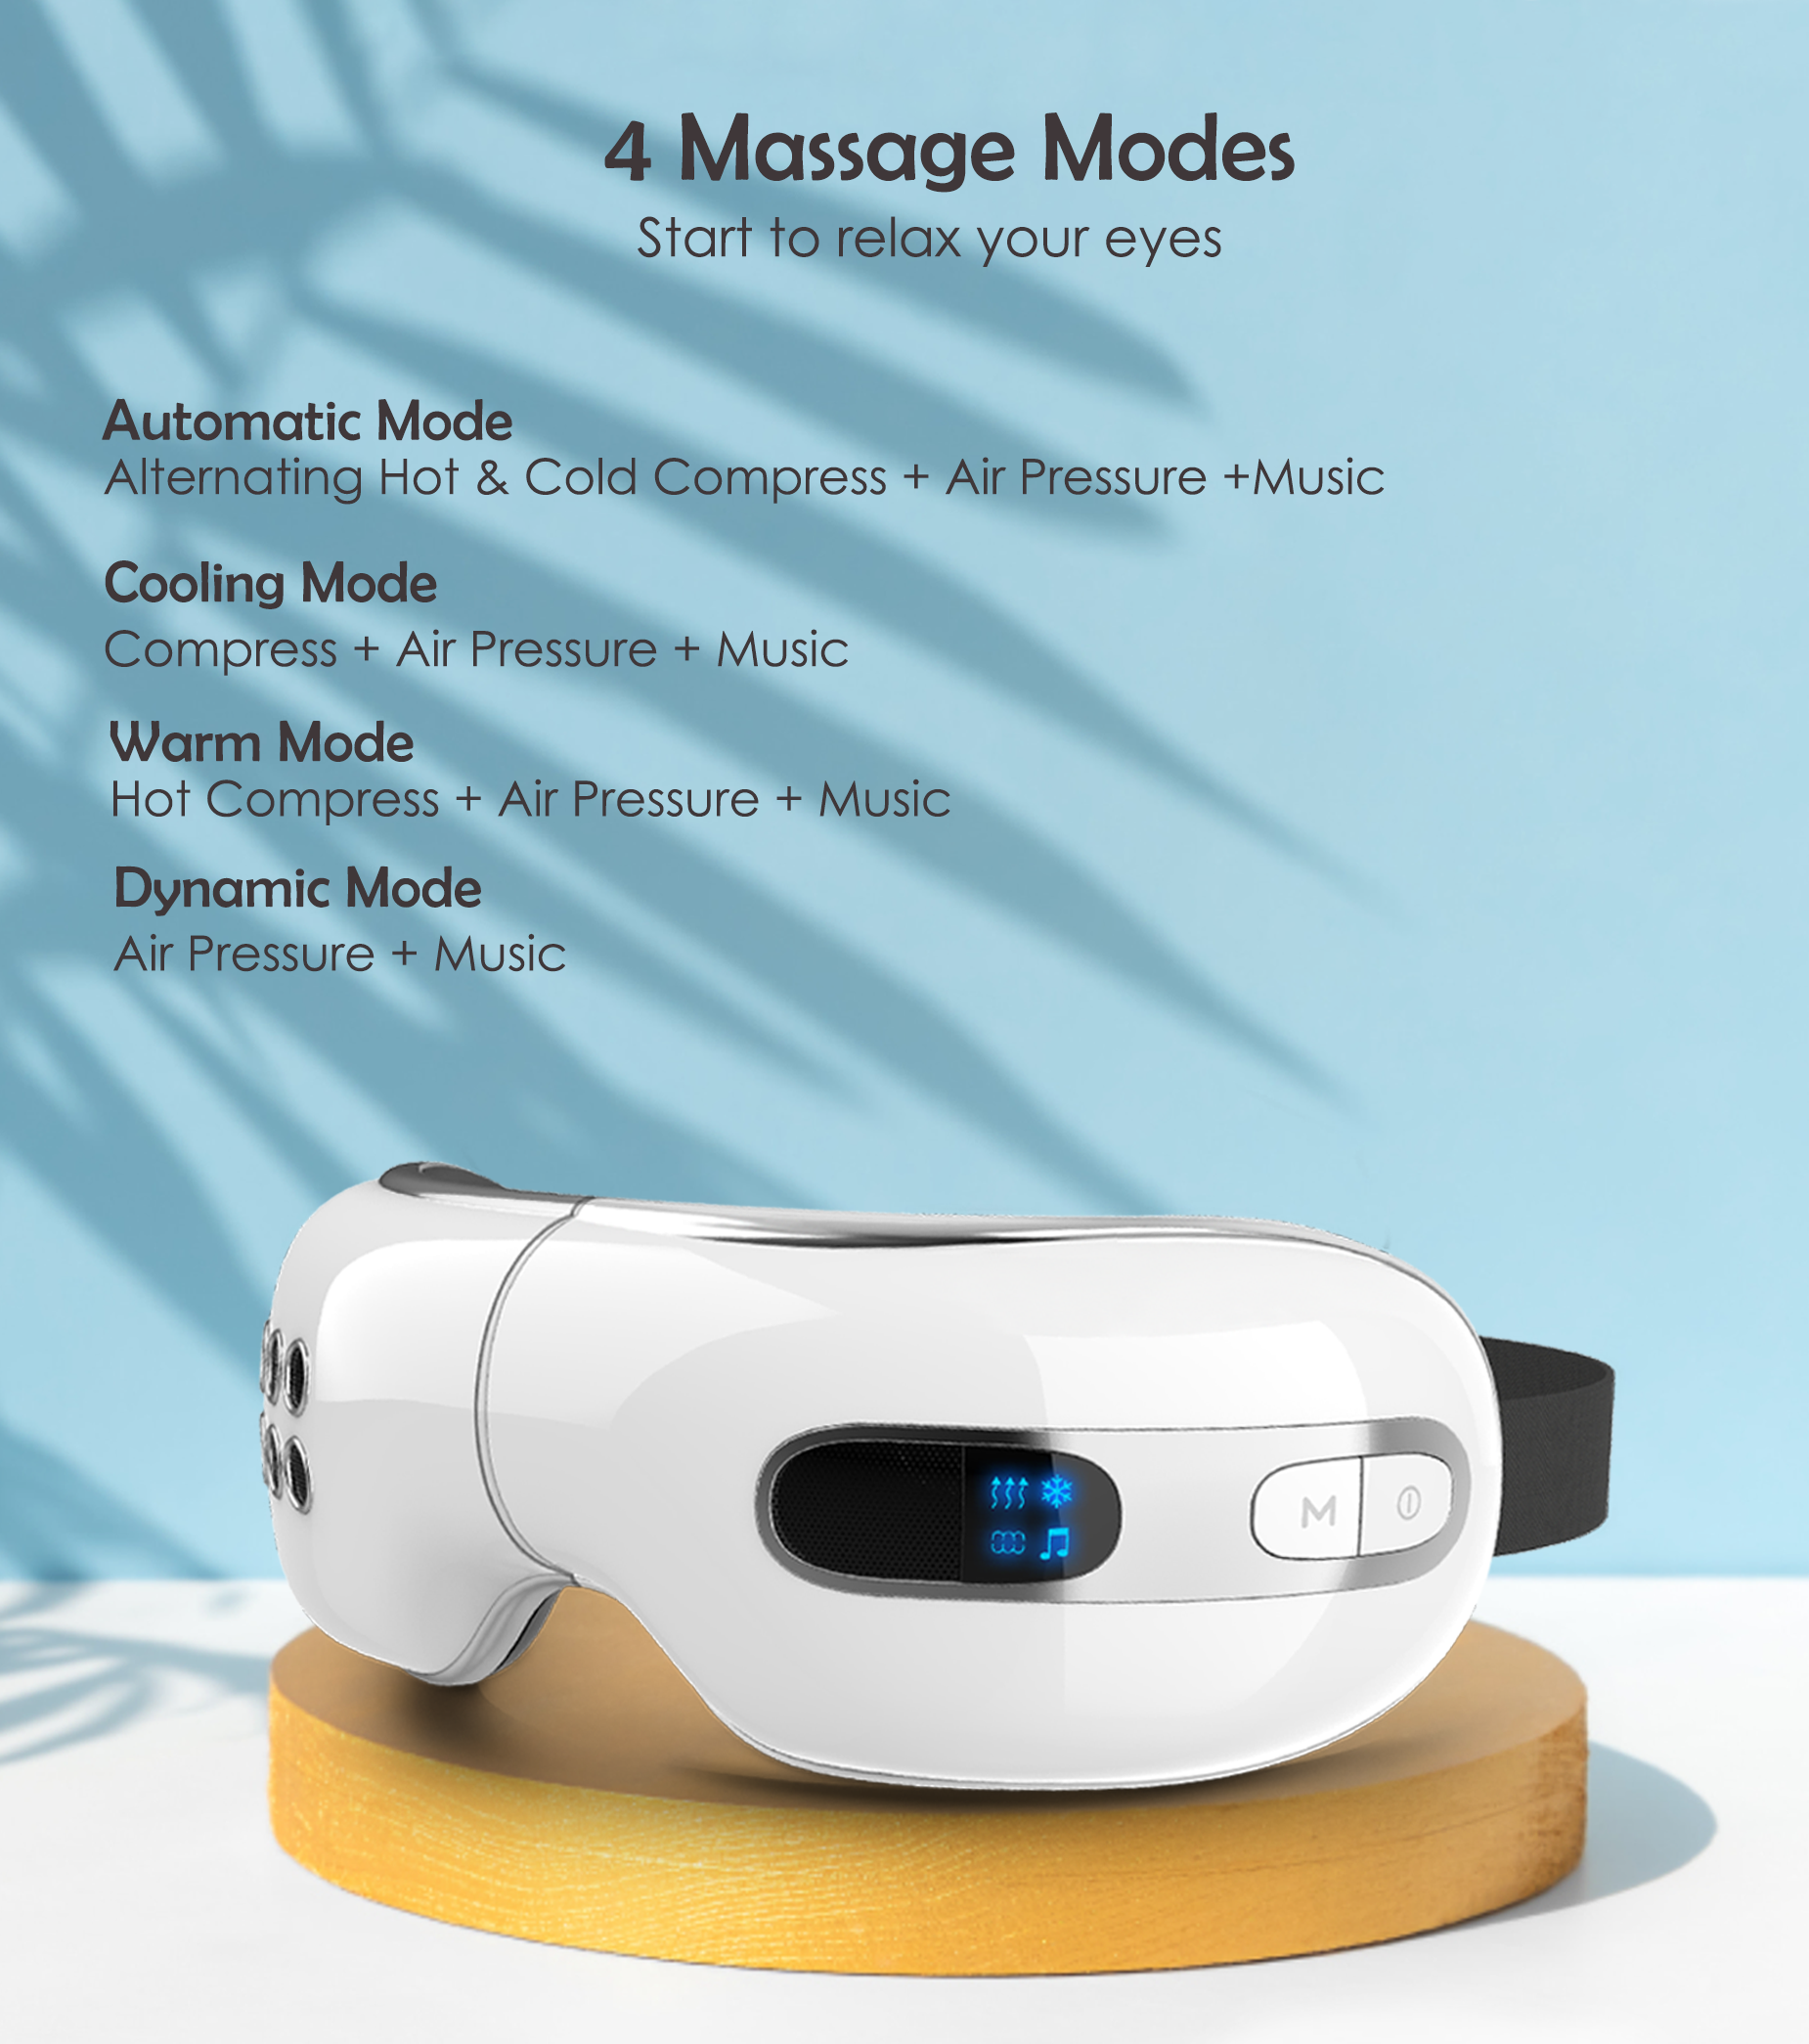 4 Massage Modes
Start to relax your eyes
Automatic Mode
Alternating Hot & Cold Compress + Air Pressure +Music
Cooling Mode
Compress + Air Pressure + Music
Warm Mode
Hot Compress + Air Pressure + Music
Dynamic Mode
Air Pressure + Music
M